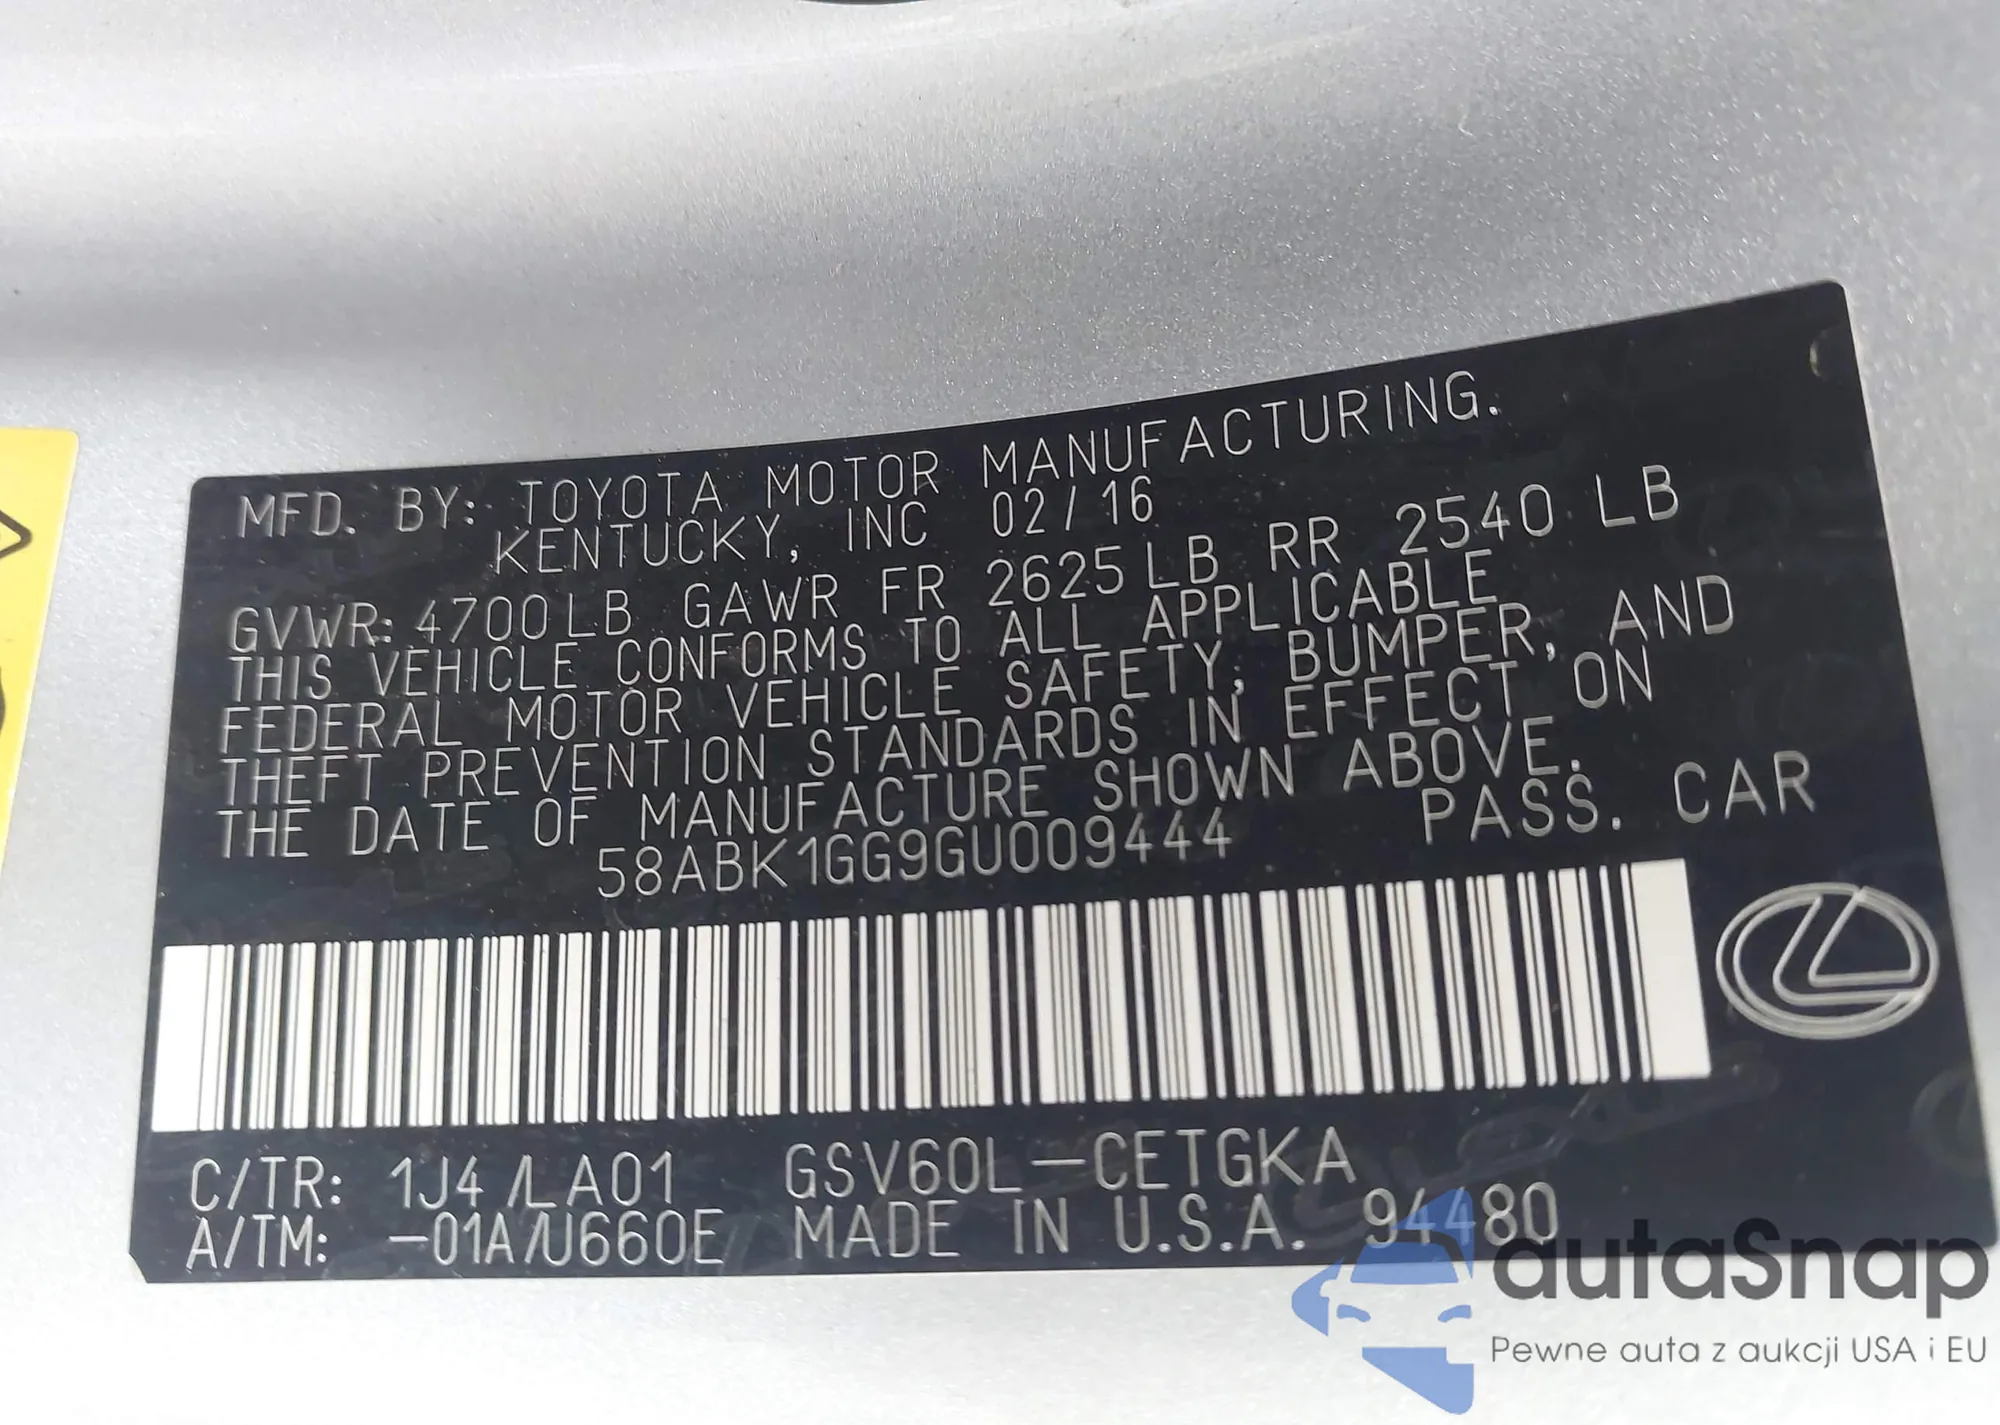 MFD. BY: TOYOTA MOTOR MANUFACTURING.
KENTUCKY, INC 02/16
GVWR: 4700LB GAWR FR 2625LB RR 2540 LB
THIS VEHICLE CONFORMS TO ALL APPLICABLE
FEDERAL MOTOR VEHICLE SAFETY, BUMPER, AND
THEFT PREVENTION STANDARDS IN EFFECT ON
THE DATE OF MANUFACTURE SHOWN ABOVE.
58ABK1GG9GU009444 PASS. CAR
C/TR: 1J4 /LA01 GSV60L-CETGKA
A/TM: -01A/U660E MADE IN U.S.A. 94480
autaSnap
Pewne auta z aukcji USA i EU